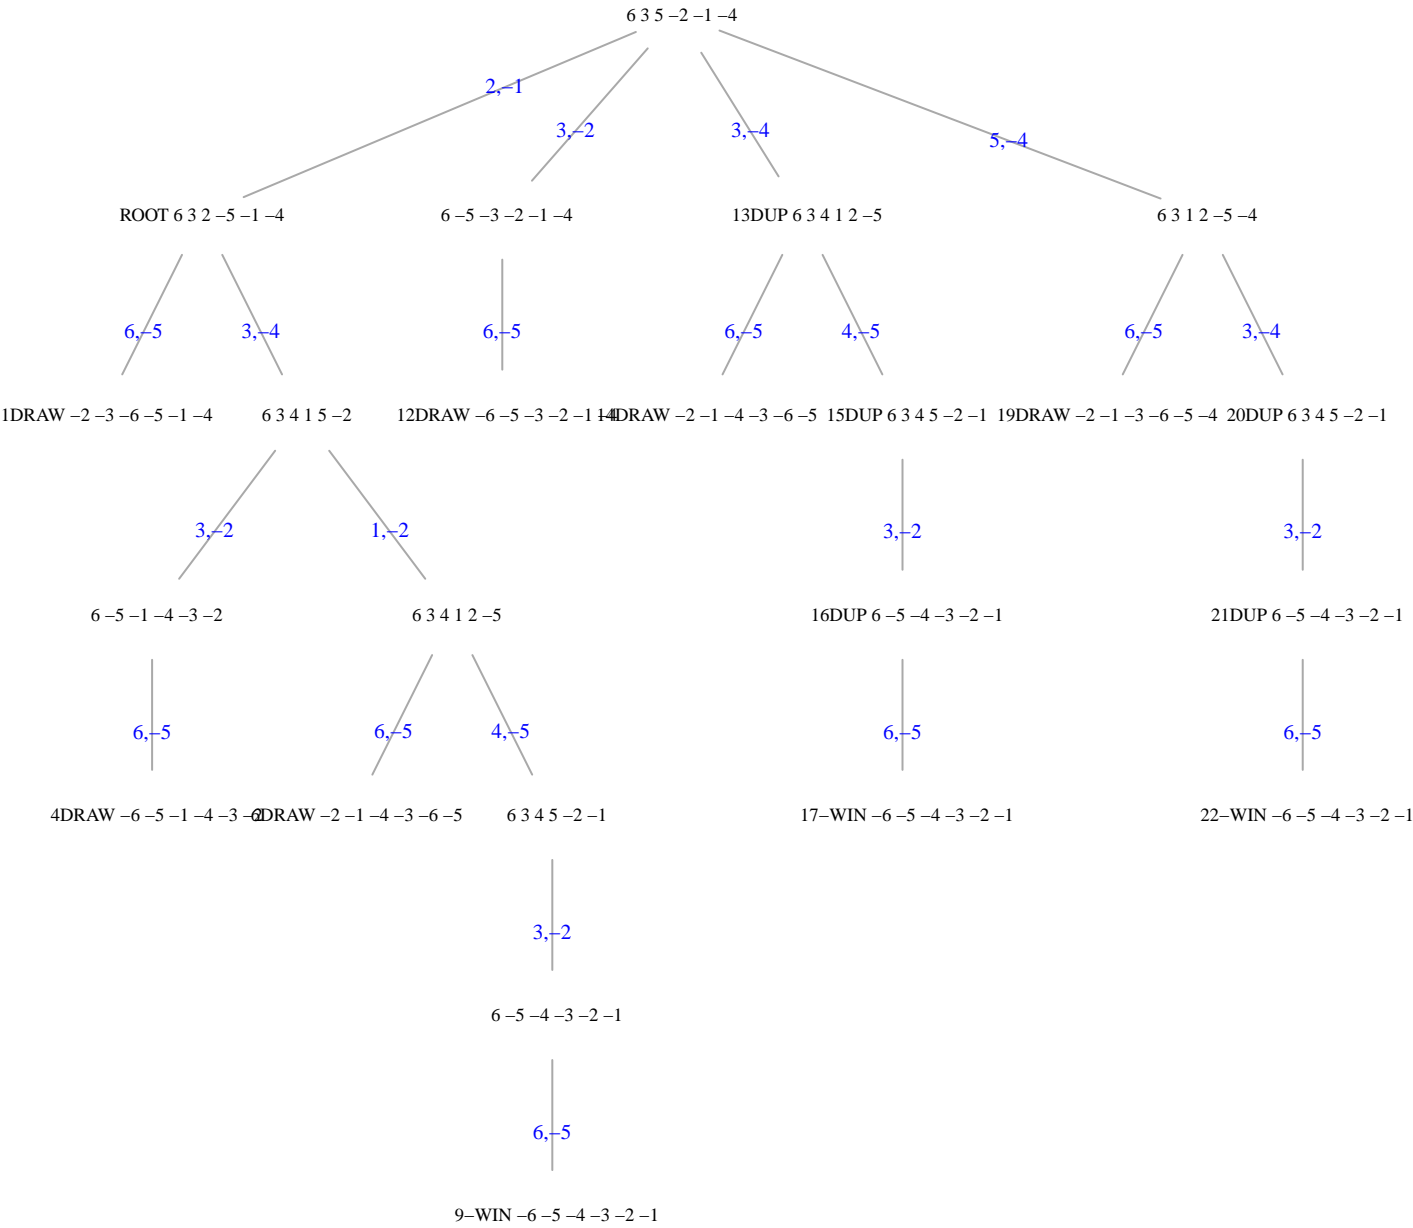 6 3 5 –2 –1 –4
2,–1
3,–2
3,–4
5,–4
ROOT 6 3 2 –5 –1 –4
6 –5 –3 –2 –1 –4
13DUP 6 3 4 1 2 –5
6 3 1 2 –5 –4
6,–5
3,–4
6,–5
6,–5
4,–5
6,–5
3,–4
1DRAW –2 –3 –6 –5 –1 –4
6 3 4 1 5 –2
12DRAW –6 –5 –3 –2 –1 –4
14DRAW –2 –1 –4 –3 –6 –5
15DUP 6 3 4 5 –2 –1
19DRAW –2 –1 –3 –6 –5 –4
20DUP 6 3 4 5 –2 –1
3,–2
1,–2
3,–2
3,–2
6 –5 –1 –4 –3 –2
6 3 4 1 2 –5
16DUP 6 –5 –4 –3 –2 –1
21DUP 6 –5 –4 –3 –2 –1
6,–5
6,–5
4,–5
6,–5
6,–5
4DRAW –6 –5 –1 –4 –3 –2
6DRAW –2 –1 –4 –3 –6 –5
6 3 4 5 –2 –1
17–WIN –6 –5 –4 –3 –2 –1
22–WIN –6 –5 –4 –3 –2 –1
3,–2
6 –5 –4 –3 –2 –1
6,–5
9–WIN –6 –5 –4 –3 –2 –1